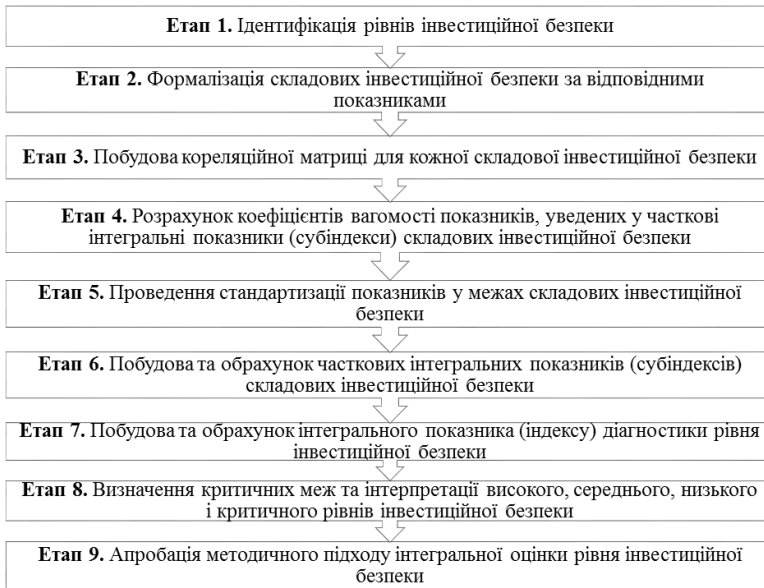 Етап 1. Ідентифікація рівнів інвестиційної безпеки
Етап 2. Формалізація складових інвестиційної безпеки за відповідними
показниками
Етап 3. Побудова кореляційної матриці для кожної складової інвестиційної безпеки
Етап 4. Розрахунок коефіцієнтів вагомості показників, уведених у часткові
інтегральні показники (субіндекси) складових інвестиційної безпеки
Етап 5. Проведення стандартизації показників у межах складових інвестиційної
безпеки
Етап 6. Побудова та обрахунок часткових інтегральних показників (субіндексів)
складових інвестиційної безпеки
Етап 7. Побудова та обрахунок інтегрального показника (індексу) діагностики рівня
інвестиційної безпеки
Етап 8. Визначення критичних меж та інтерпретації високого, середнього, низького
і критичного рівнів інвестиційної безпеки
Етап 9. Апробація методичного підходу інтегральної оцінки рівня інвестиційної
безпеки